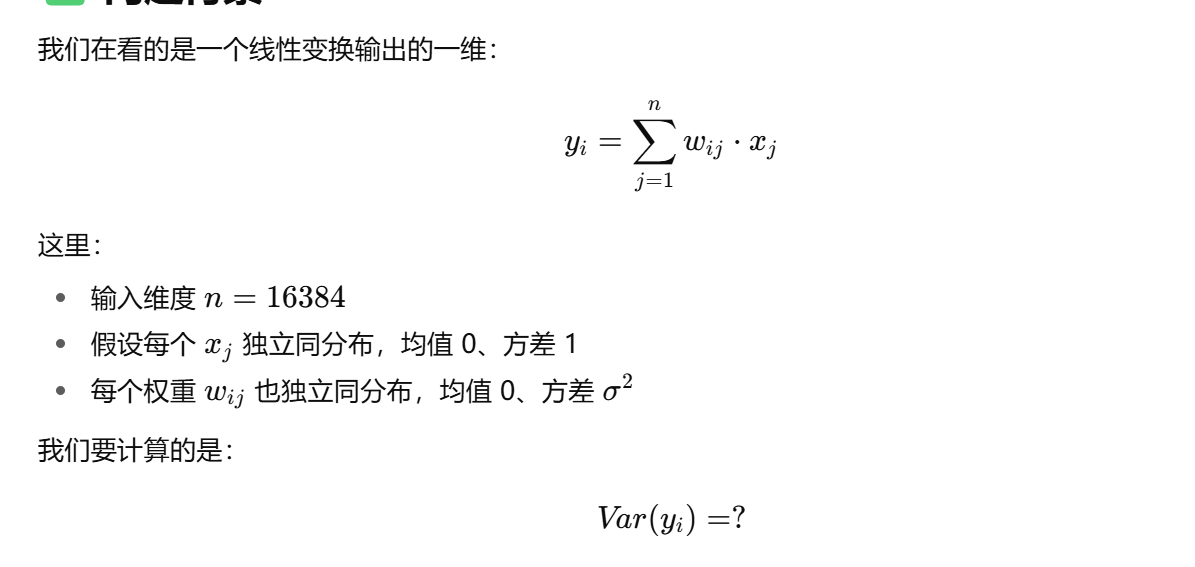 我们在看的是一个线性变换输出的一维：
y_i = \sum_{j=1}^{n} w_{ij} \cdot x_j
这里：
• 输入维度 n = 16384
• 假设每个 x_j 独立同分布，均值 0、方差 1
• 每个权重 w_{ij} 也独立同分布，均值 0、方差 σ^2
我们要计算的是：
Var(y_i) =?